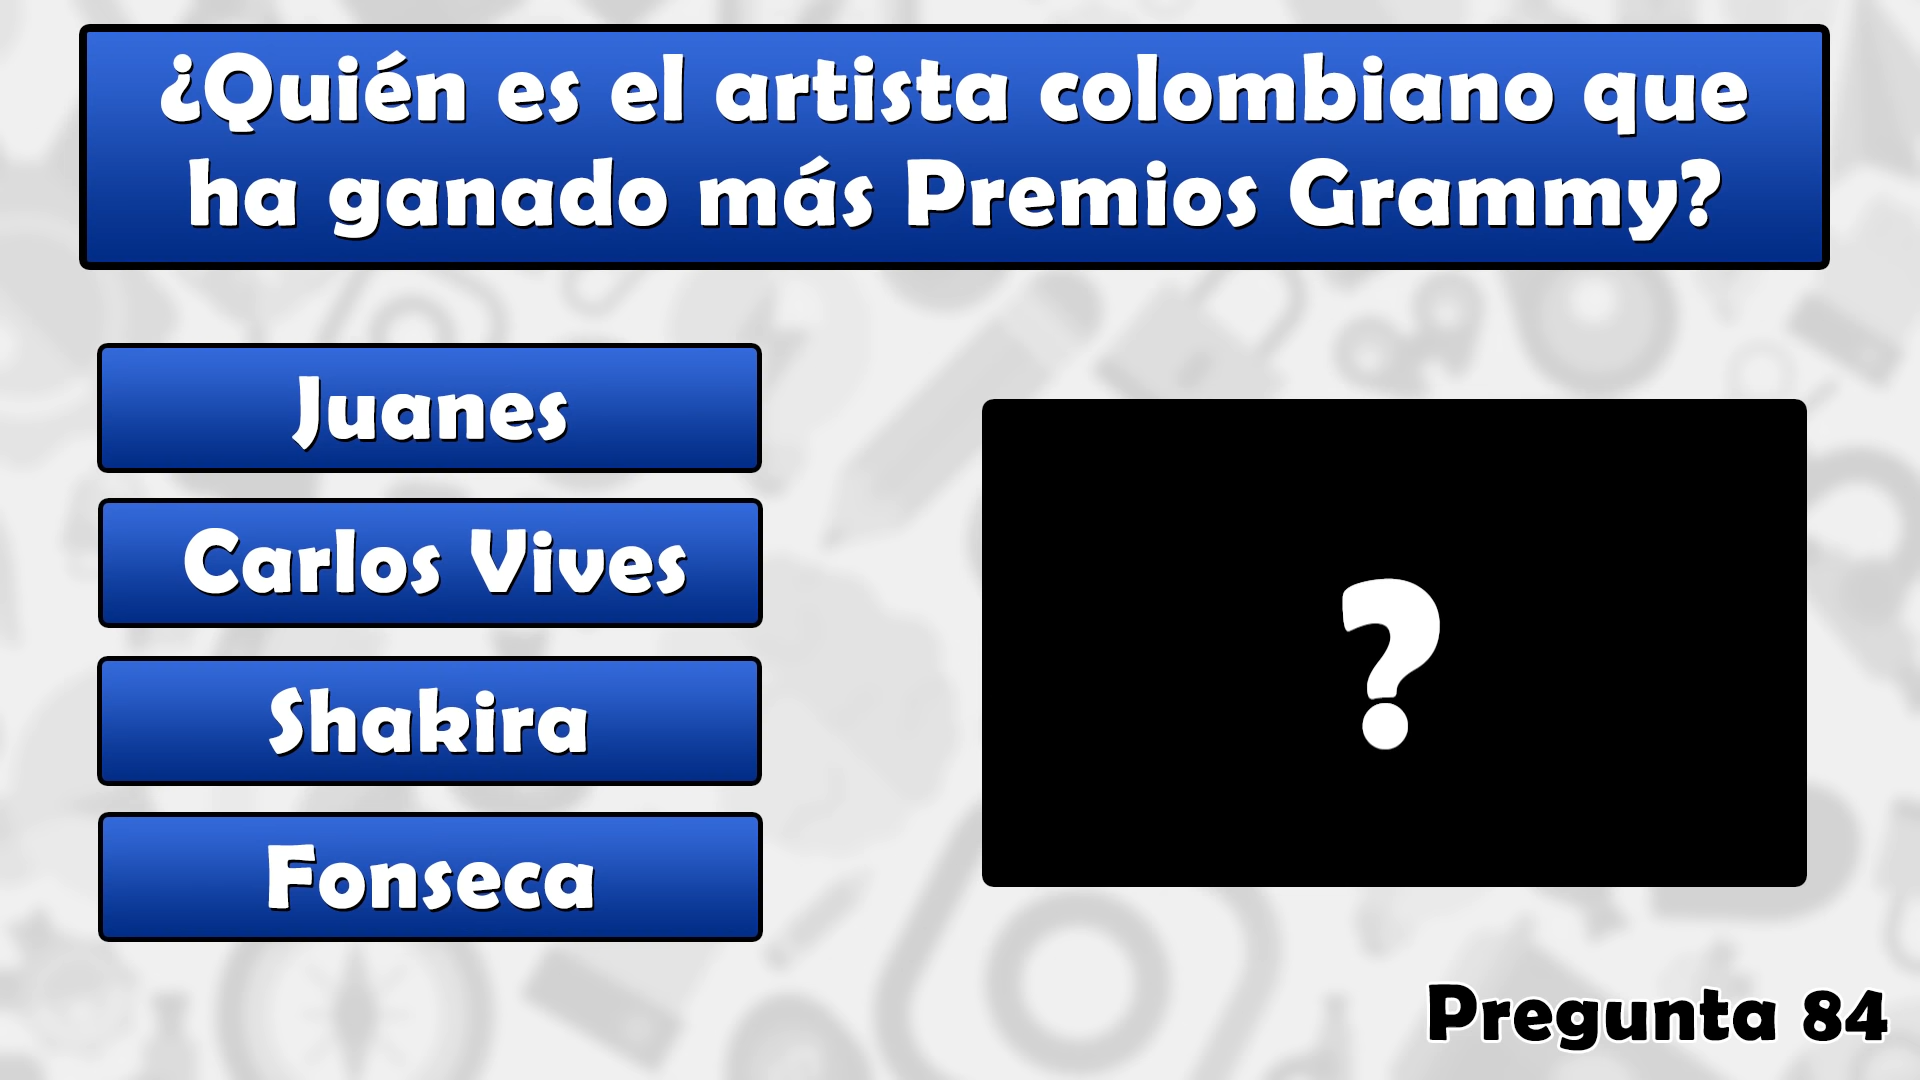 ¿Quién es el artista colombiano que
ha ganado más Premios Grammy?
Juanes
Carlos Vives
Shakira
Fonseca
?
Pregunta 84